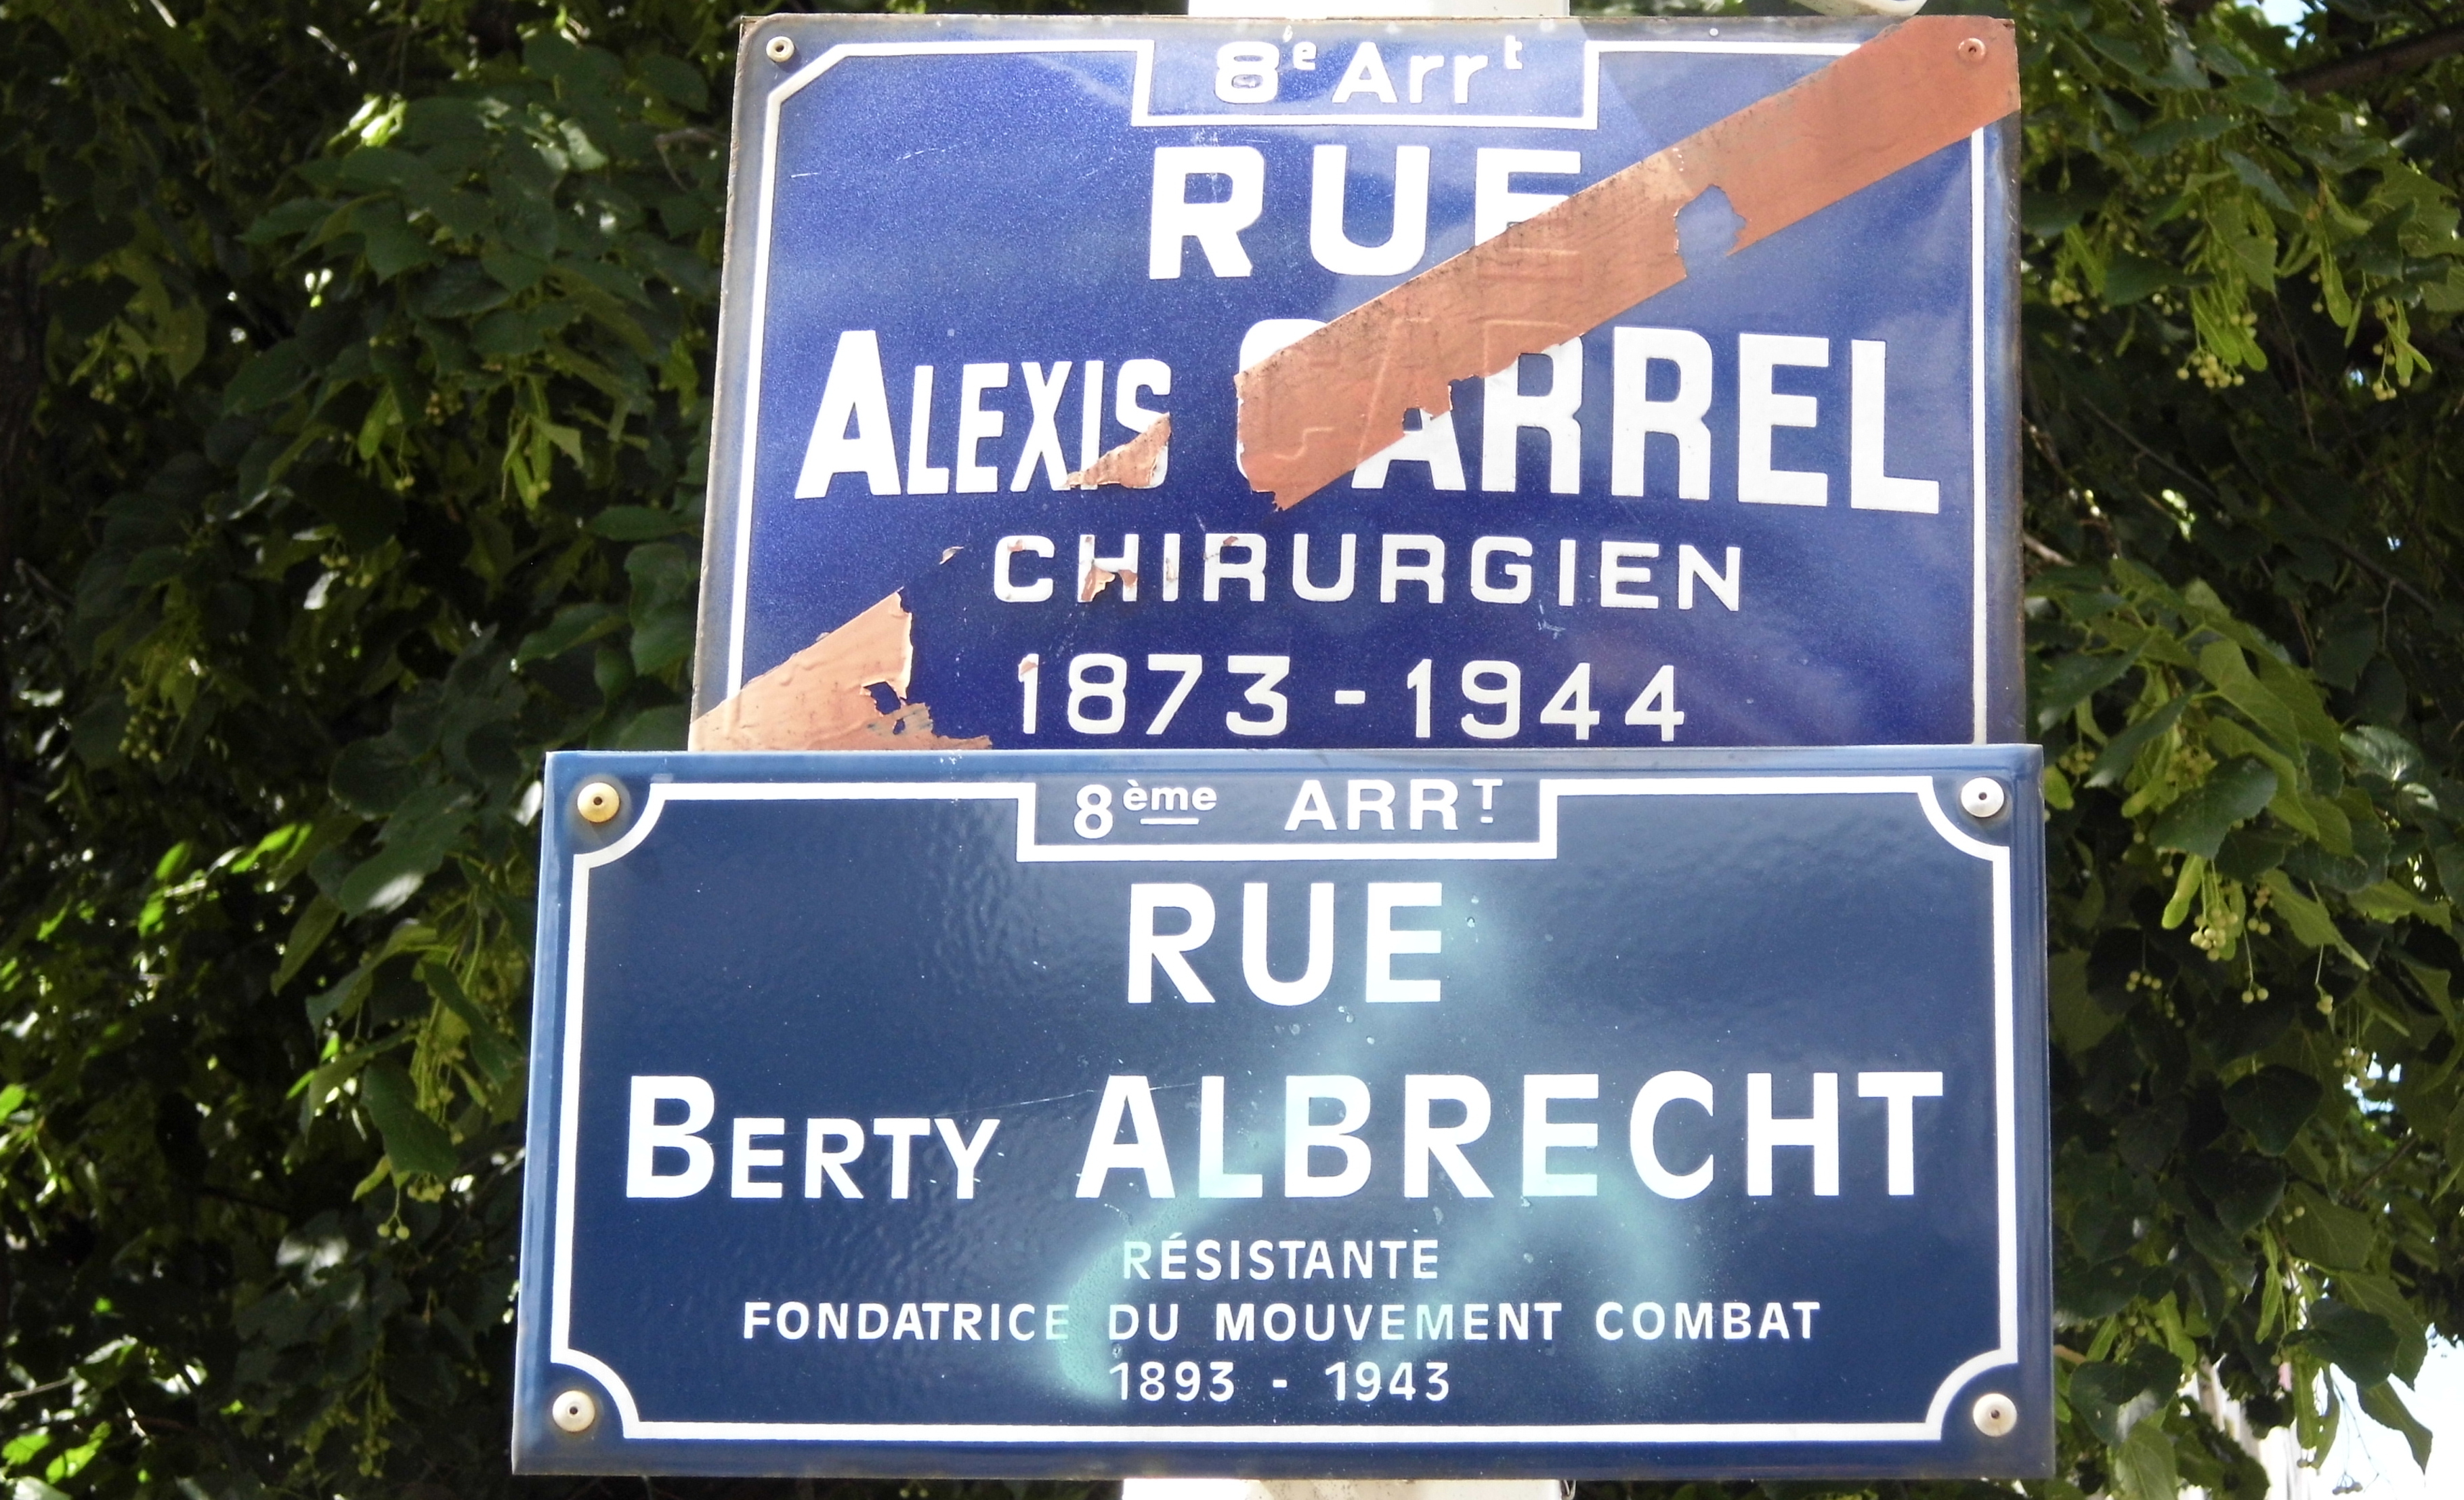 8e Arrt
RUE
ALEXIS CARREL
CHIRURGIEN
1873 - 1944
8ème ARRT
RUE
BERTY ALBRECHT
RÉSISTANTE
FONDATRICE DU MOUVEMENT COMBAT
1893 - 1943